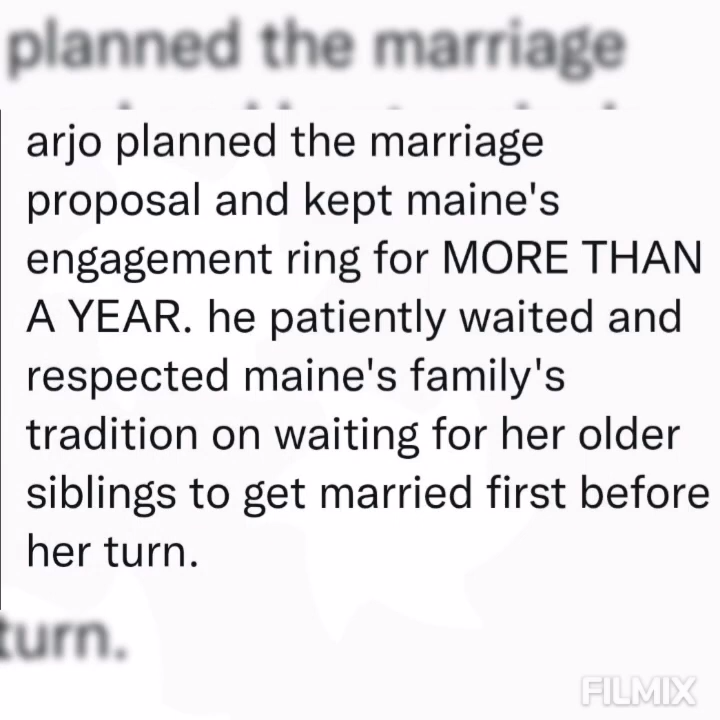 planned the marriage
arjo planned the marriage
proposal and kept maine's
engagement ring for MORE THAN
A YEAR. he patiently waited and
respected maine's family's
tradition on waiting for her older
siblings to get married first before
her turn.
turn.
FILMIX